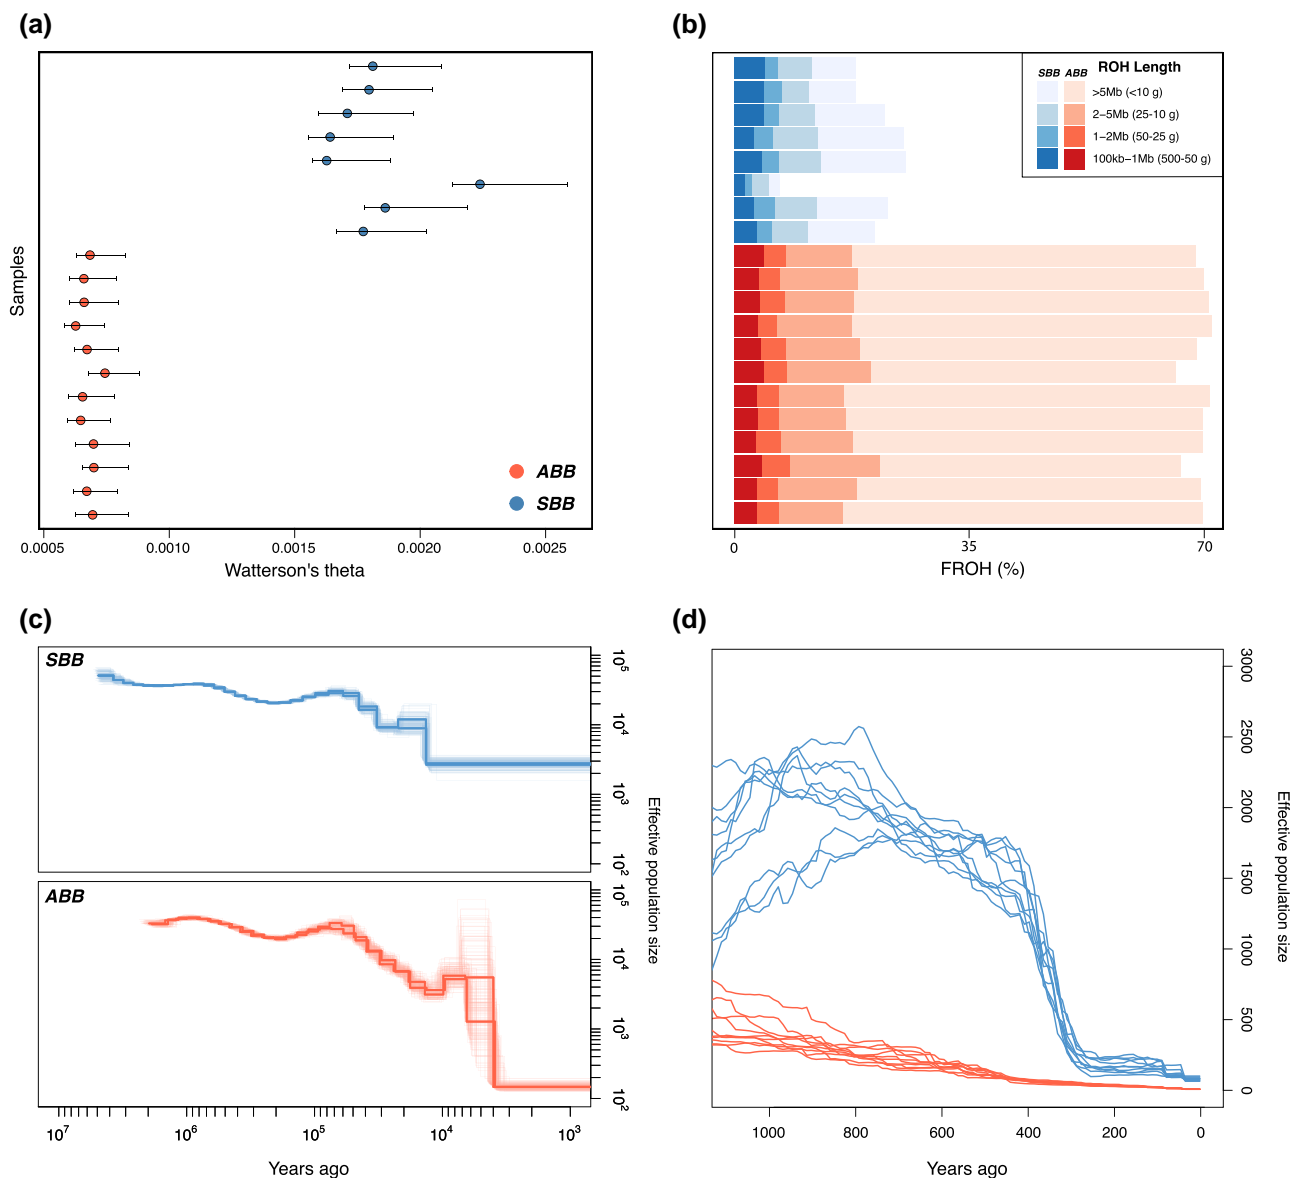 (a)
Samples
ABB
SBB
0.0005 0.0010 0.0015 0.0020 0.0025
Watterson's theta
(b)
SBB ABB ROH Length
>5Mb (<10 g)
2–5Mb (25-10 g)
1–2Mb (50-25 g)
100kb–1Mb (500-50 g)
0 35 70
FROH (%)
(c)
SBB
10⁵
10⁴
10³
10²
ABB
10⁵
10⁴
10³
10²
Effective population size
10⁷ 10⁶ 10⁵ 10⁴ 10³
Years ago
(d)
3000
2500
2000
1500
1000
500
0
Effective population size
1000 800 600 400 200 0
Years ago